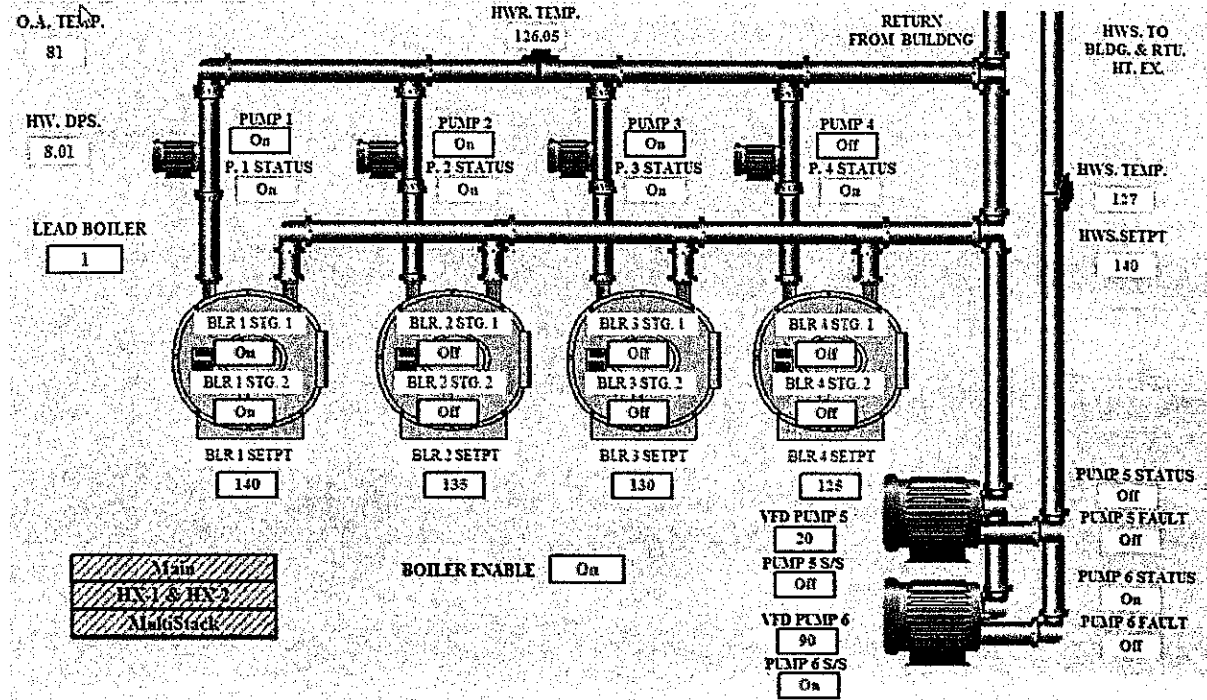 O.A. TEMP.
81
HWR. TEMP.
126.05
RETURN
FROM BUILDING
HWS. TO
BLDG. & RTU.
HT. EX.
HW. DPS.
8.01
PUMP 1
On
P. 1 STATUS
On
PUMP 2
On
P. 2 STATUS
On
PUMP 3
On
P. 3 STATUS
On
PUMP 4
Off
P. 4 STATUS
On
HWS. TEMP.
127
HWS.SETPT
140
LEAD BOILER
1
BLR 1 STG. 1
On
BLR 1 STG. 2
On
BLR 1 SETPT
140
BLR. 2 STG. 1
Off
BLR 2 STG. 2
Off
BLR 2 SETPT
135
BLR 3 STG. 1
Off
BLR 3 STG. 2
Off
BLR 3 SETPT
130
BLR 4 STG. 1
Off
BLR 4 STG. 2
Off
BLR 4 SETPT
125
PUMP 5 STATUS
Off
PUMP 5 FAULT
Off
VFD PUMP 5
20
PUMP 5 S/S
Off
PUMP 6 STATUS
On
PUMP 6 FAULT
Off
VFD PUMP 6
90
PUMP 6 S/S
On
BOILER ENABLE
On
Main
HX-1 & HX-2
MultiStack